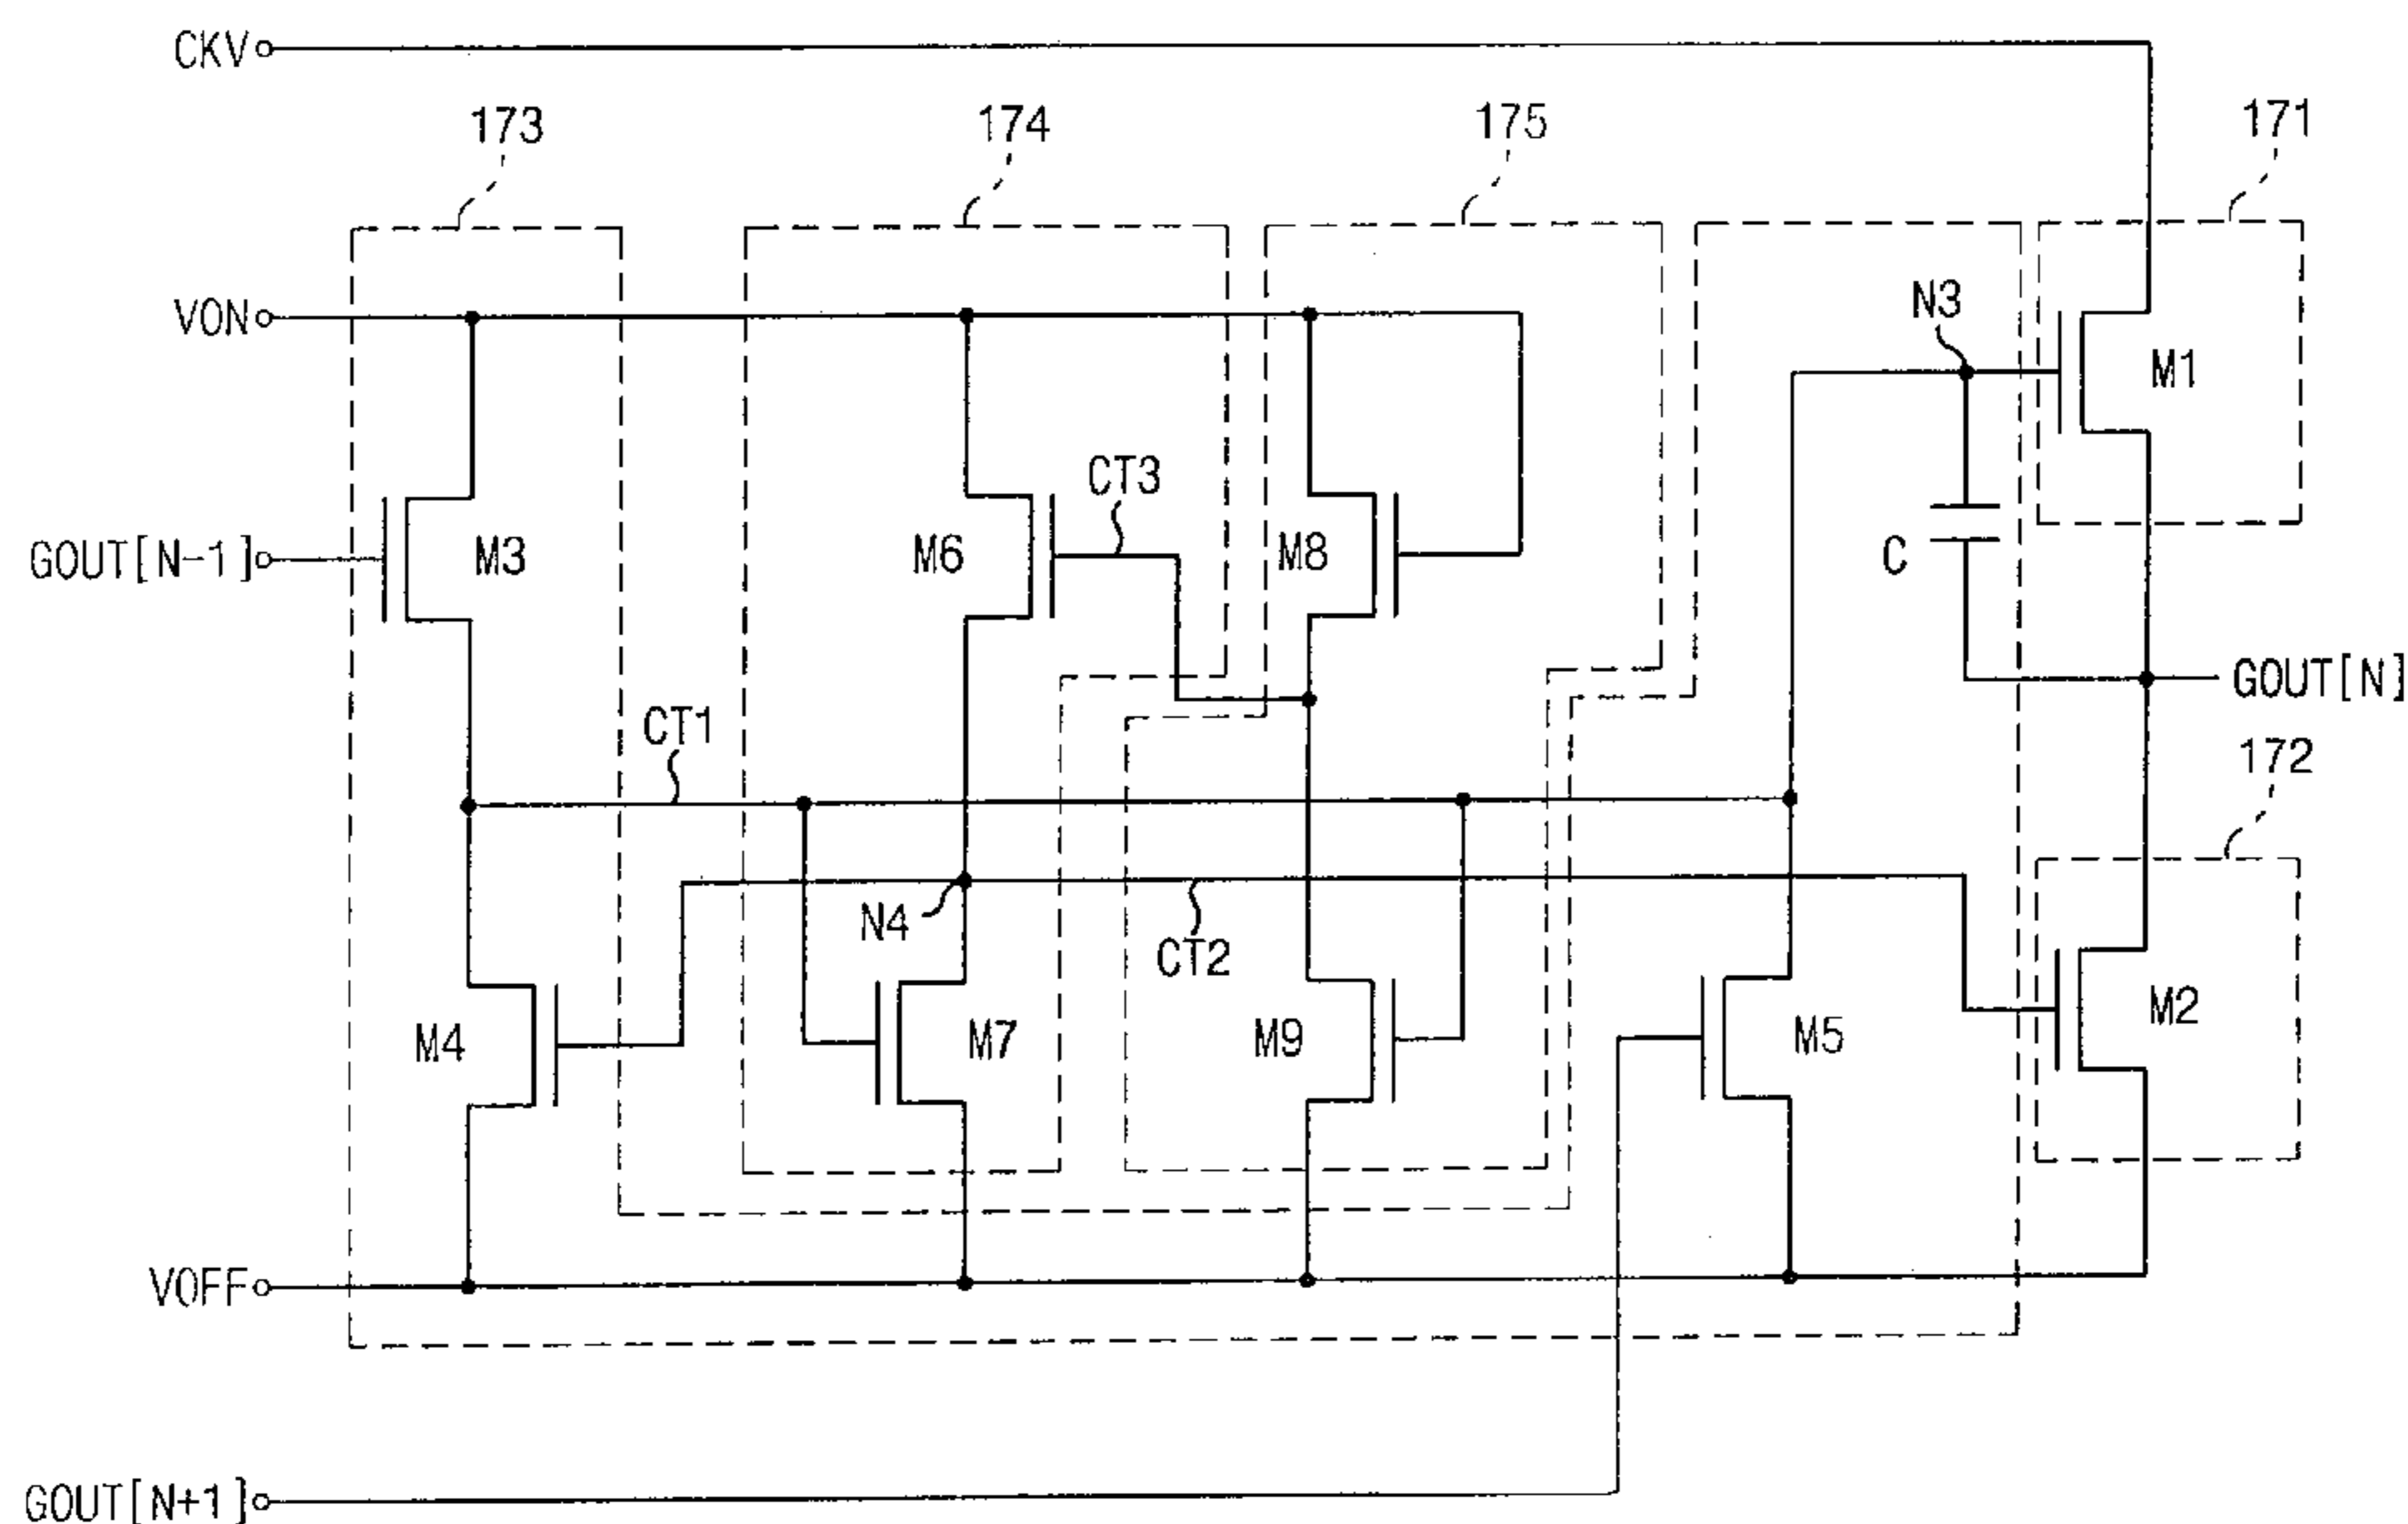 CKV
173
174
175
171
VON
N3
M1
CT3
GOUT[N-1]
M3
M6
M8
C
GOUT[N]
CT1
172
N4
CT2
M4
M7
M9
M5
M2
VOFF
GOUT[N+1]